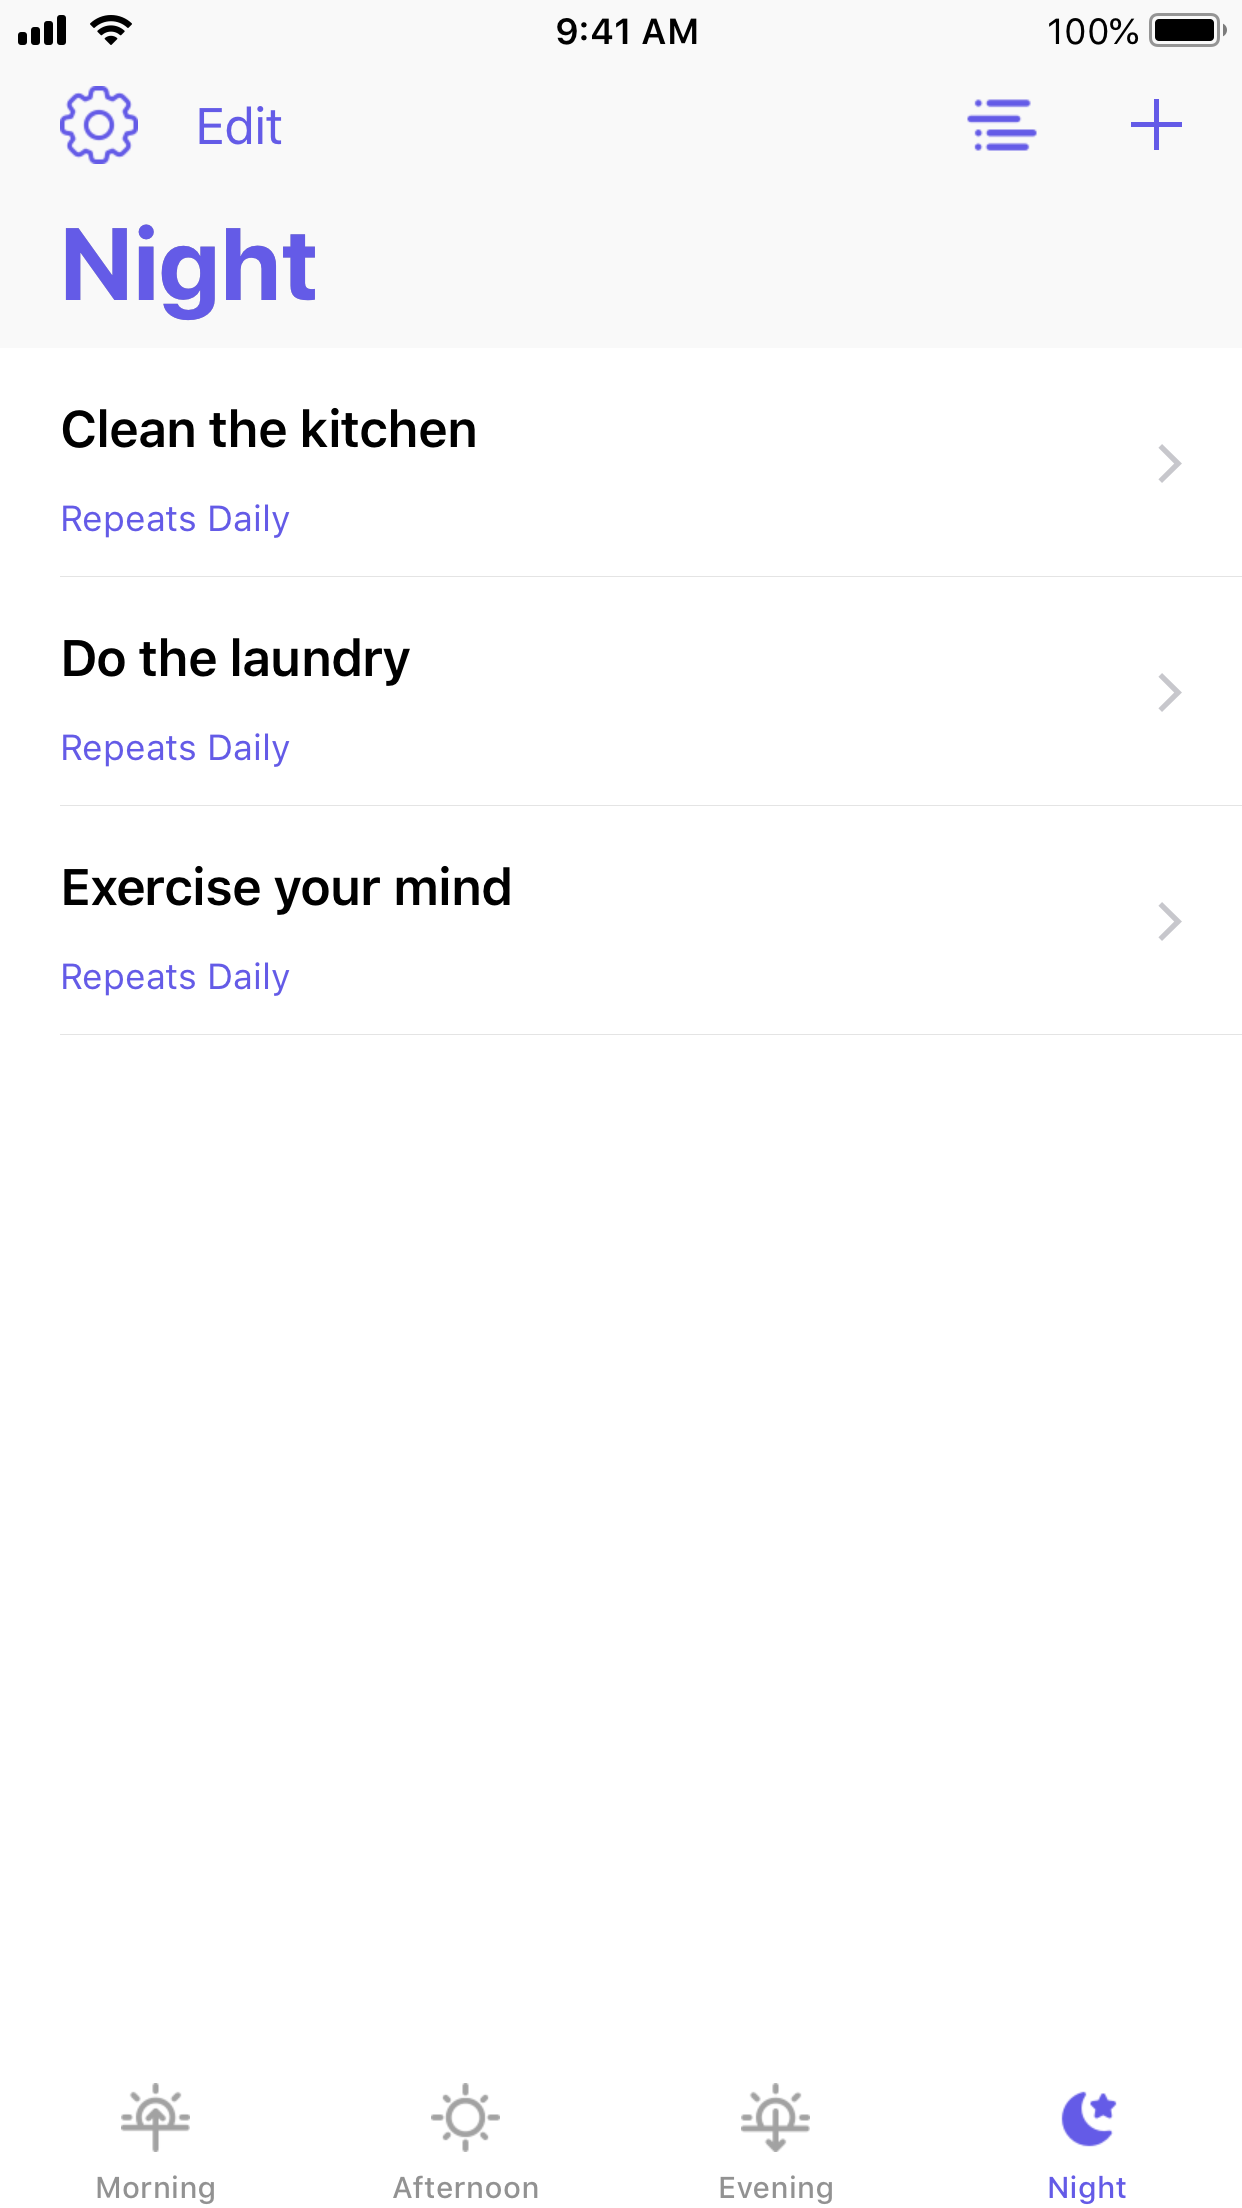 9:41 AM
100%
Edit
Night
Clean the kitchen
Repeats Daily
Do the laundry
Repeats Daily
Exercise your mind
Repeats Daily
Morning
Afternoon
Evening
Night